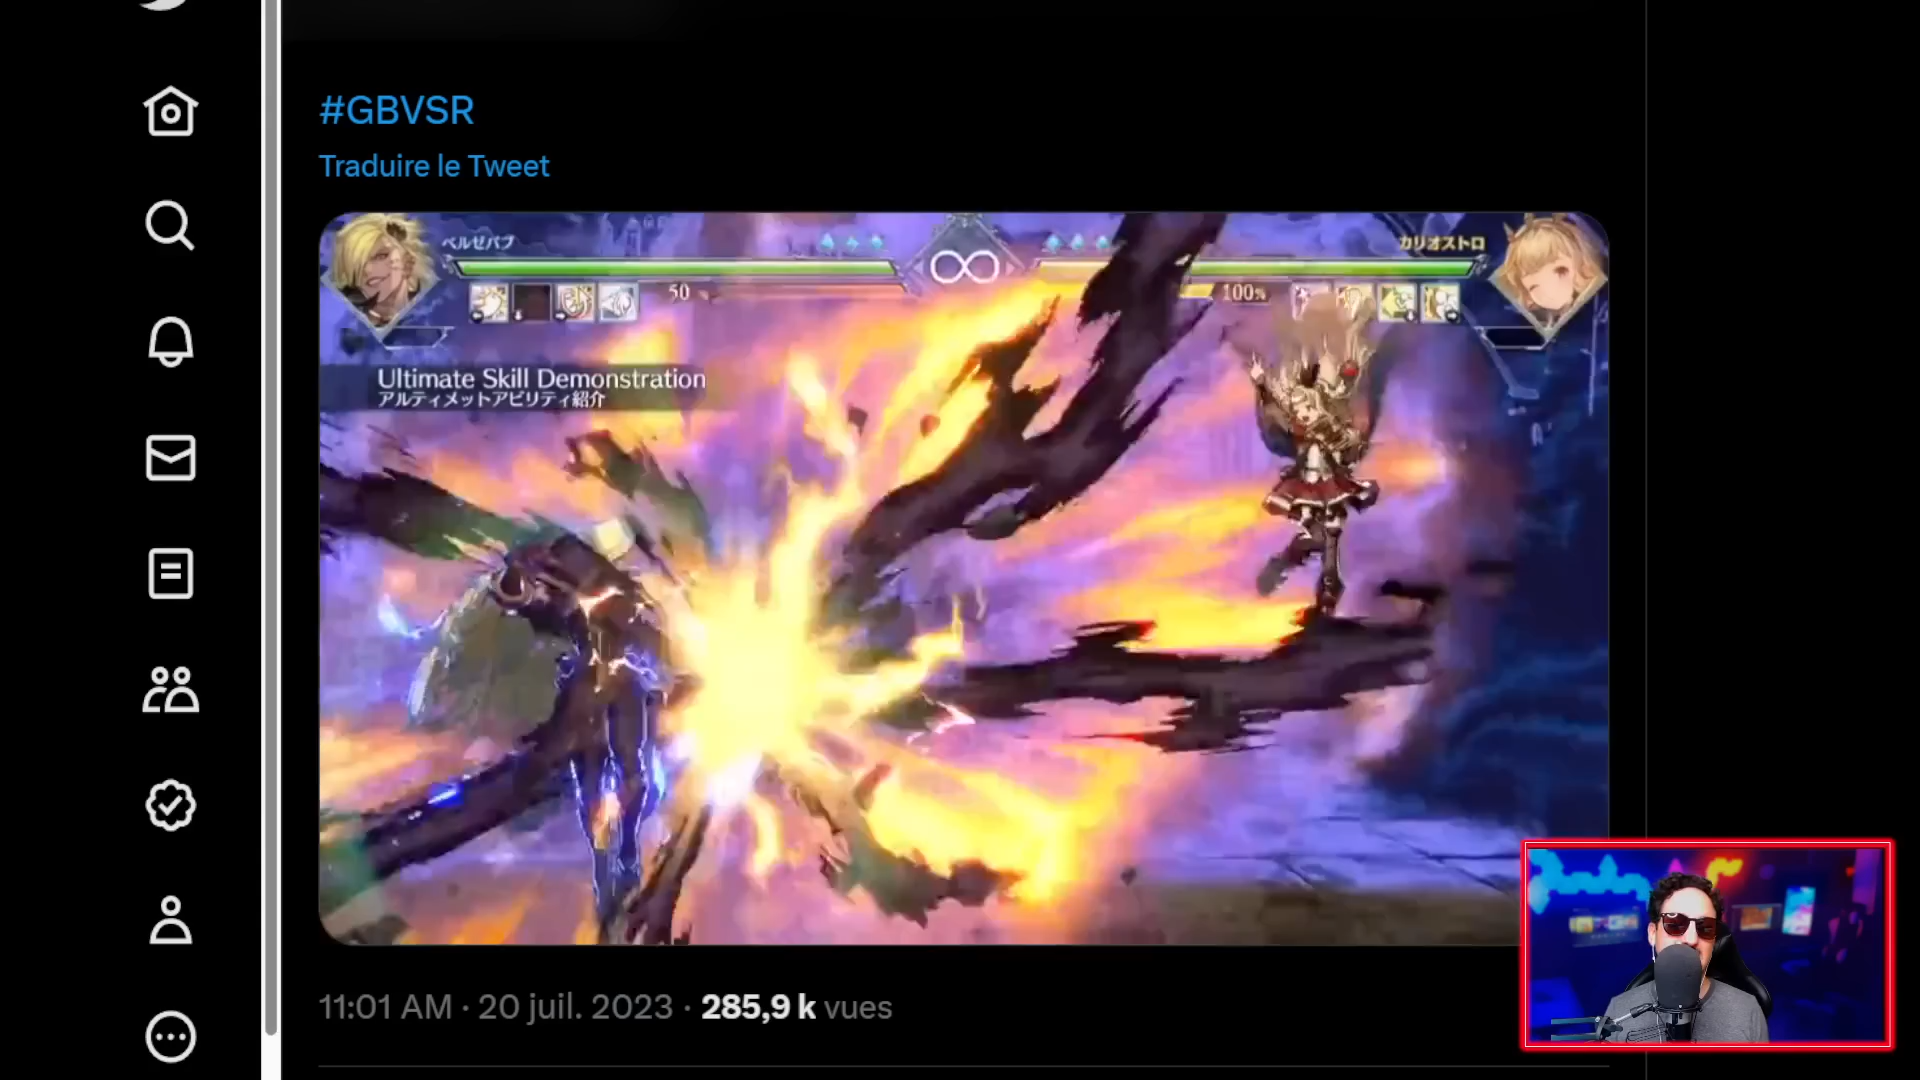 #GBVSR
Traduire le Tweet
ベルゼバブ
カリオストロ
50
100%
Ultimate Skill Demonstration
アルティメットアビリティ紹介
11:01 AM · 20 juil. 2023 · 285,9 k vues